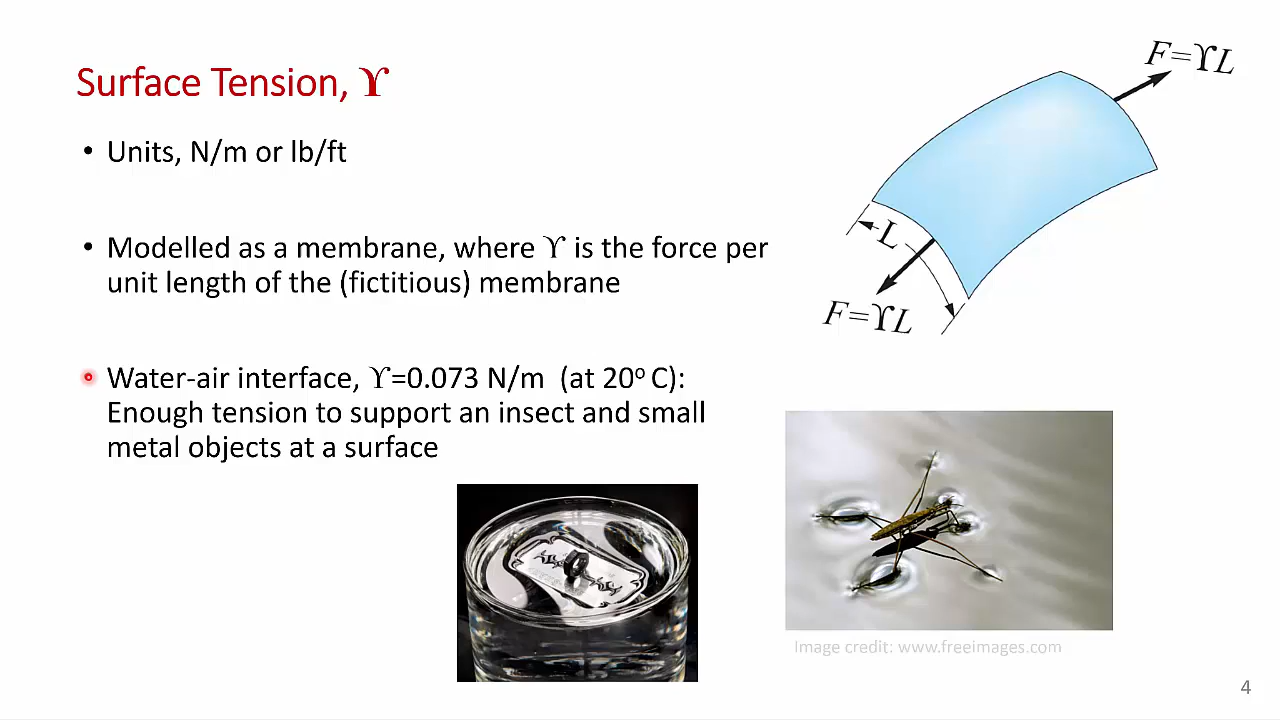 Surface Tension, ϒ
F=ϒL
• Units, N/m or lb/ft
• Modelled as a membrane, where ϒ is the force per
unit length of the (fictitious) membrane
L
F=ϒL
Water-air interface, ϒ=0.073 N/m (at 20º C):
Enough tension to support an insect and small
metal objects at a surface
Image credit: www.freeimages.com
4